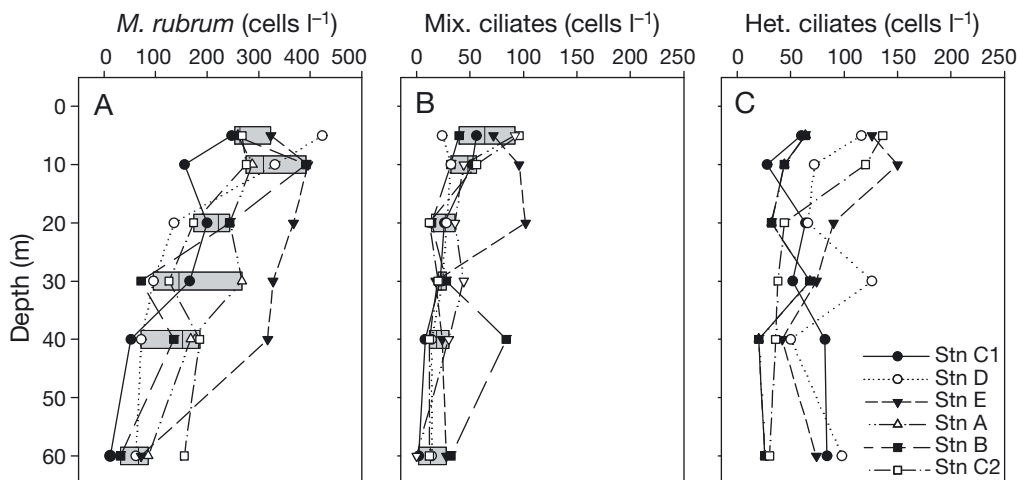 M. rubrum (cells l⁻¹) Mix. ciliates (cells l⁻¹) Het. ciliates (cells l⁻¹)
0 100 200 300 400 500 0 50 100 150 200 250 0 50 100 150 200 250
A B C
Depth (m)
0
10
20
30
40
50
60
Stn C1
Stn D
Stn E
Stn A
Stn B
Stn C2